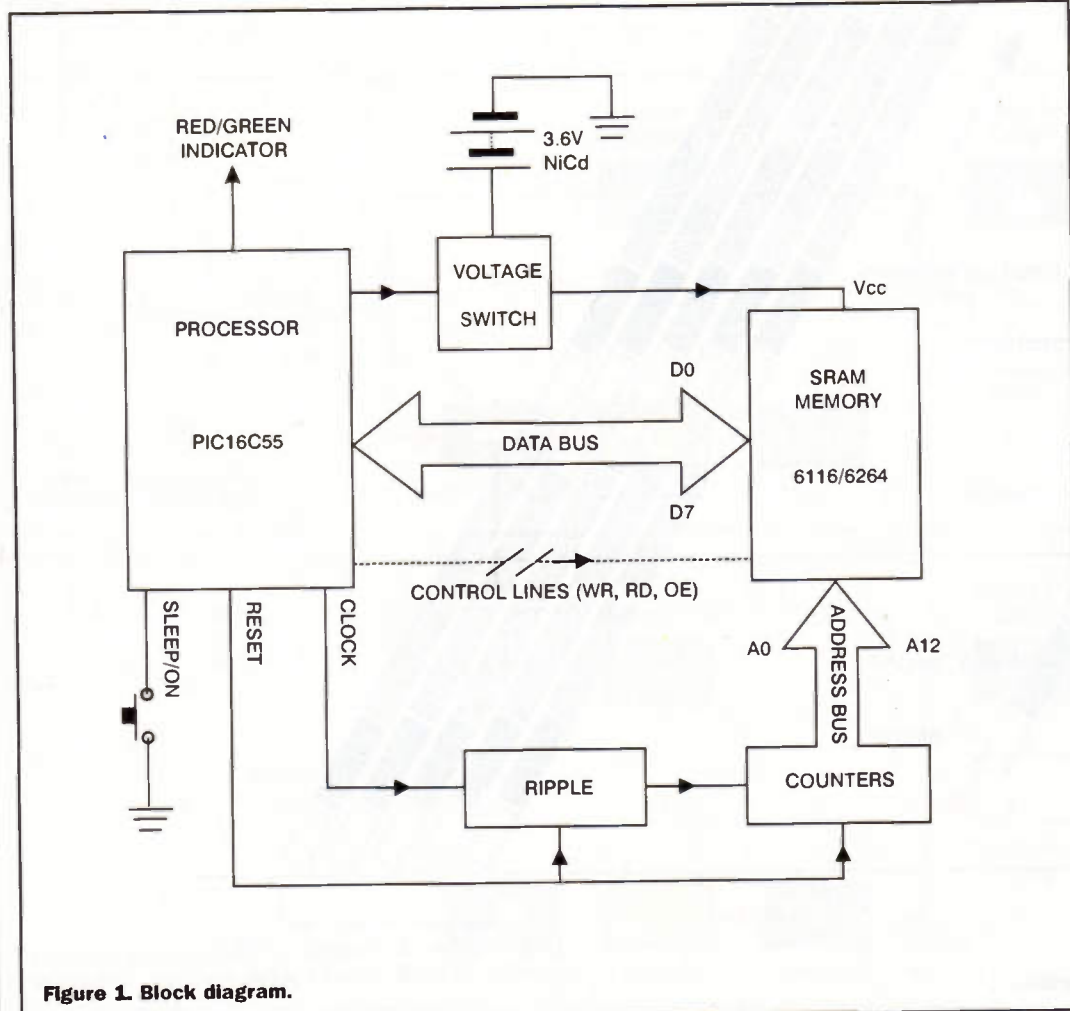 RED/GREEN
INDICATOR
3.6V
NiCd
VOLTAGE
SWITCH
Vcc
PROCESSOR
PIC16C55
D0
DATA BUS
D7
SRAM
MEMORY
6116/6264
CONTROL LINES (WR, RD, OE)
SLEEP/ON
RESET
CLOCK
A0
ADDRESS BUS
A12
RIPPLE
COUNTERS
Figure 1. Block diagram.